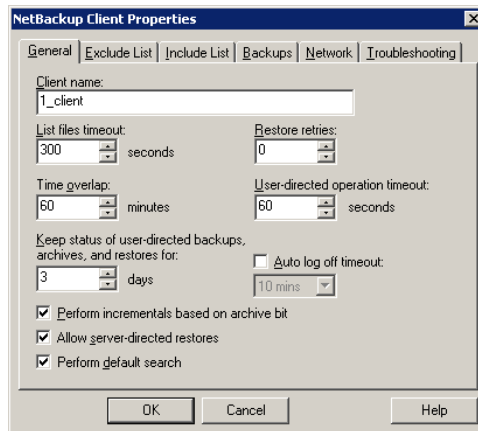 NetBackup Client Properties
General Exclude List Include List Backups Network Troubleshooting
Client name:
1_client
List files timeout: Restore retries:
300 seconds 0
Time overlap: User-directed operation timeout:
60 minutes 60 seconds
Keep status of user-directed backups,
archives, and restores for: Auto log off timeout:
3 days 10 mins
Perform incrementals based on archive bit
Allow server-directed restores
Perform default search
OK Cancel Help